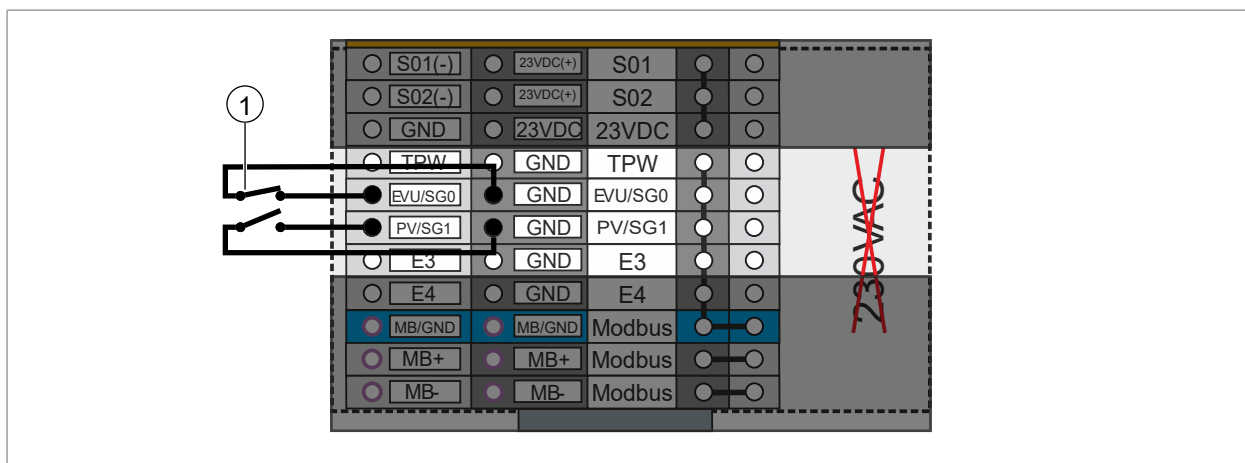 S01(-) 23VDC(+) S01
S02(-) 23VDC(+) S02
1
GND 23VDC 23VDC
TPW GND TPW
EVU/SG0 GND EVU/SG0
PV/SG1 GND PV/SG1
E3 GND E3
E4 GND E4
MB/GND MB/GND Modbus
MB+ MB+ Modbus
MB- MB- Modbus
230VAC